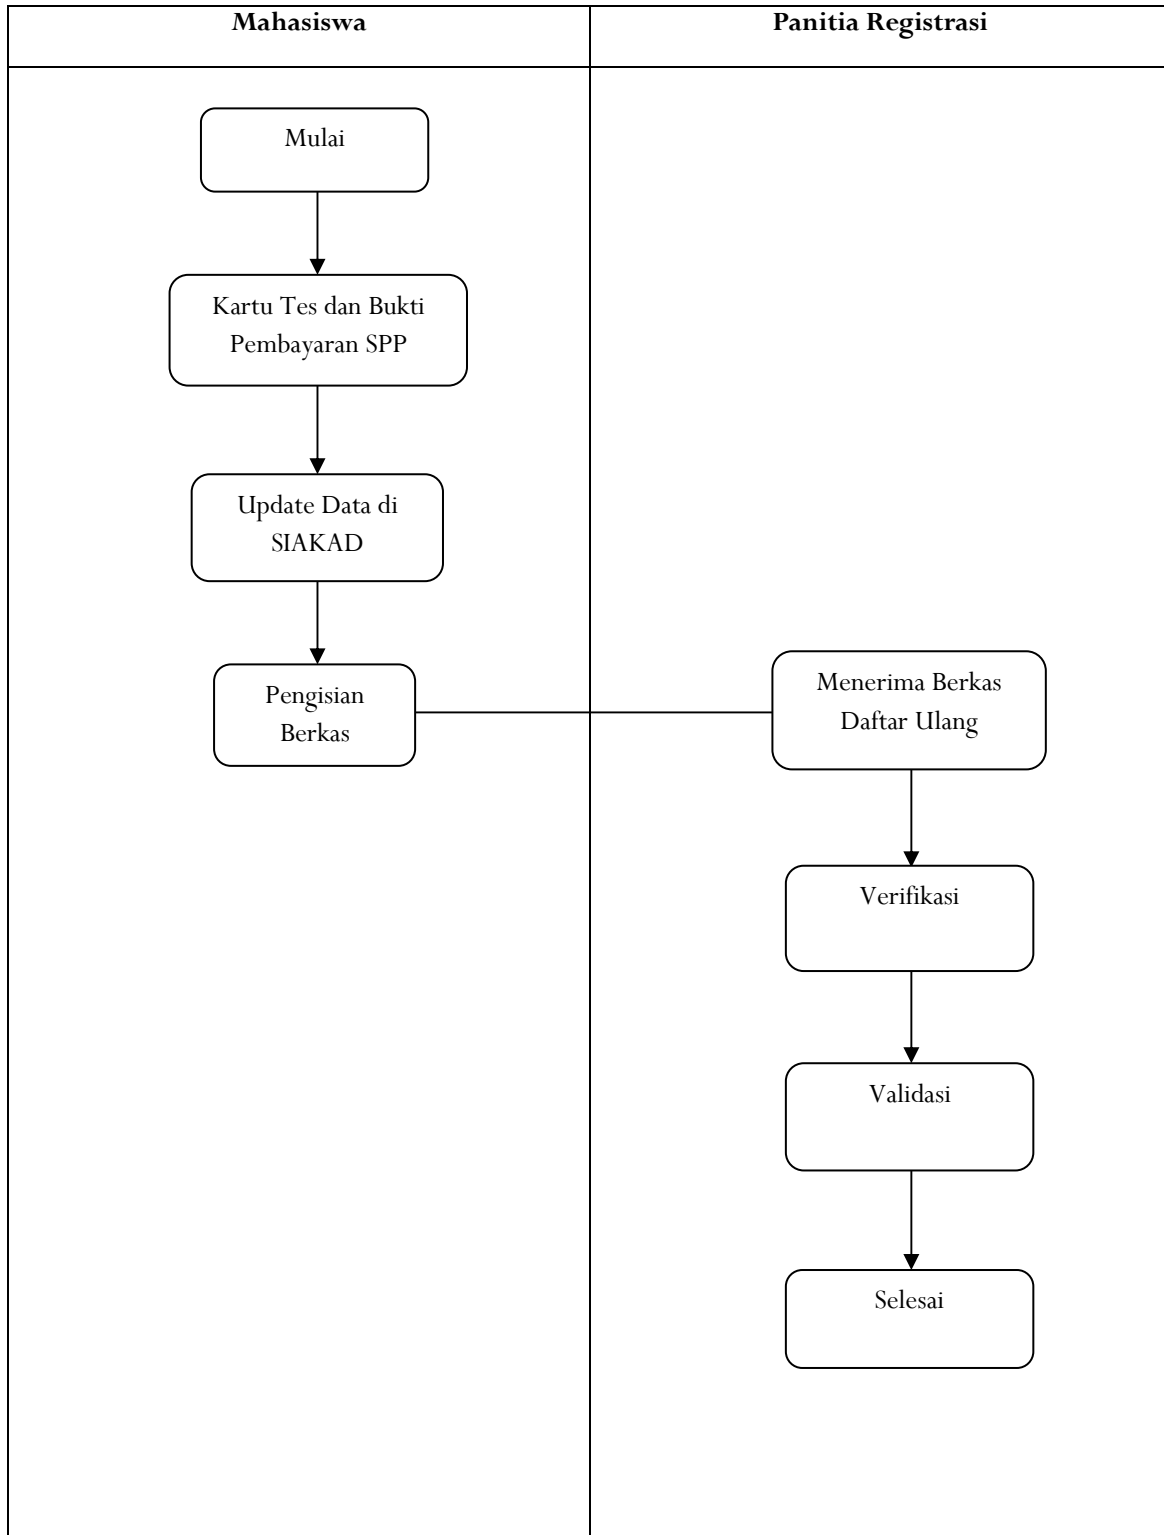 Mahasiswa
Panitia Registrasi
Mulai
Kartu Tes dan Bukti
Pembayaran SPP
Update Data di
SIAKAD
Pengisian
Berkas
Menerima Berkas
Daftar Ulang
Verifikasi
Validasi
Selesai